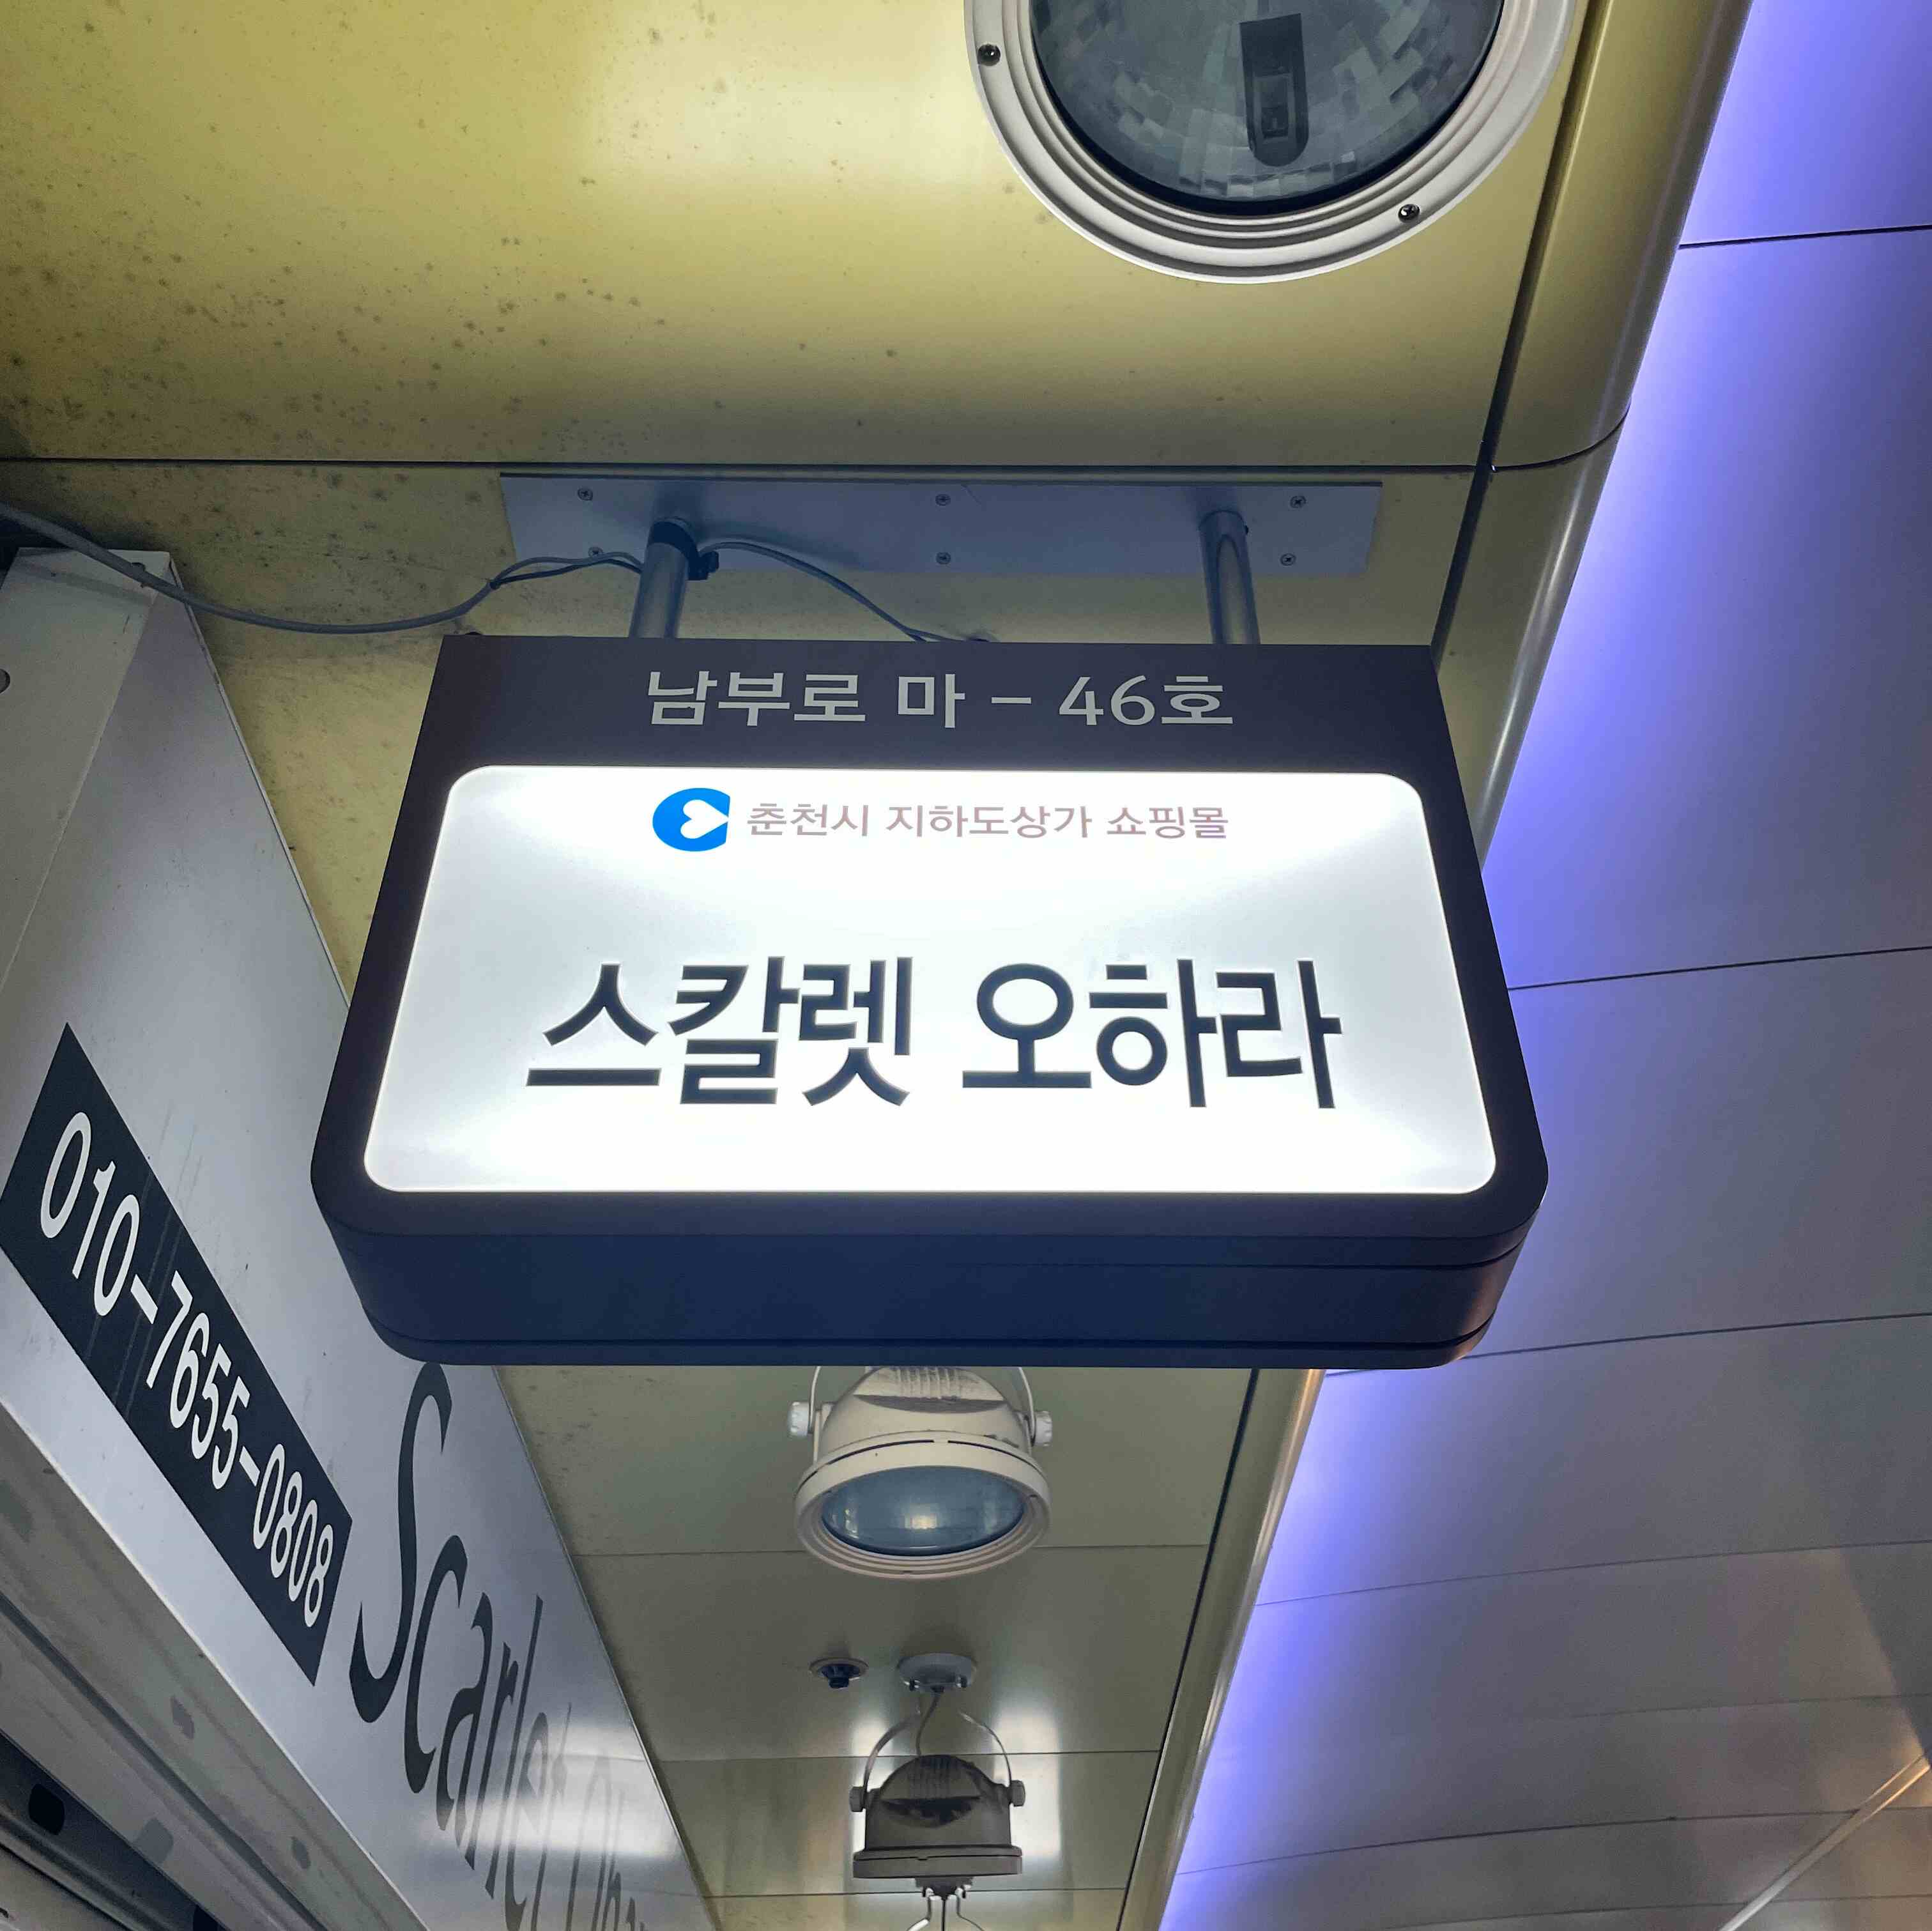 남부로 마 - 46호
춘천시 지하도상가 쇼핑몰
스칼렛 오하라
010-7655-0808
Scarlet